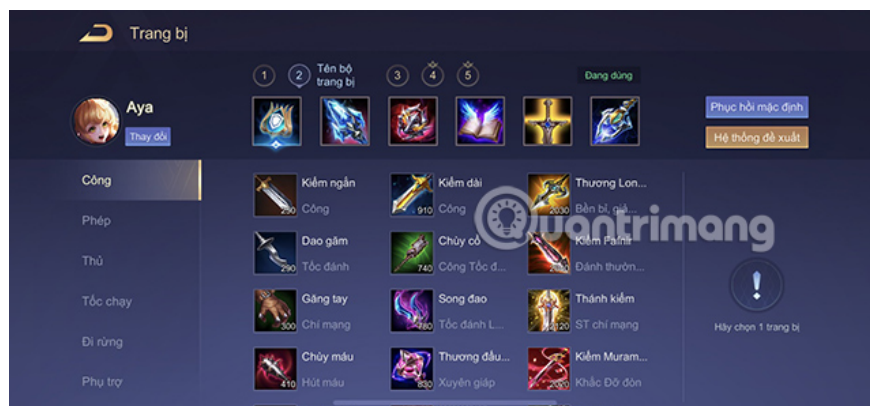 Trang bị
1
2
Tên bộ
trang bị
3
4
5
Đang dùng
Aya
Thay đổi
Phục hồi mặc định
Hệ thống đề xuất
Công
Phép
Thủ
Tốc chạy
Đi rừng
Phụ trợ
Kiếm ngắn
250
Công
Kiếm dài
910
Công
Thương Lon...
2030
Bền bỉ, giả...
Dao găm
290
Tốc đánh
Chùy cổ
740
Công Tốc đ...
Kiếm Fafnir
Đánh thườn...
Găng tay
300
Chí mạng
Song đao
780
Tốc đánh L...
Thánh kiếm
2120
ST chí mạng
Chùy máu
410
Hút máu
Thương đấu...
830
Xuyên giáp
Kiếm Muram...
2020
Khắc Đỡ đòn
Hãy chọn 1 trang bị
Quantrimang